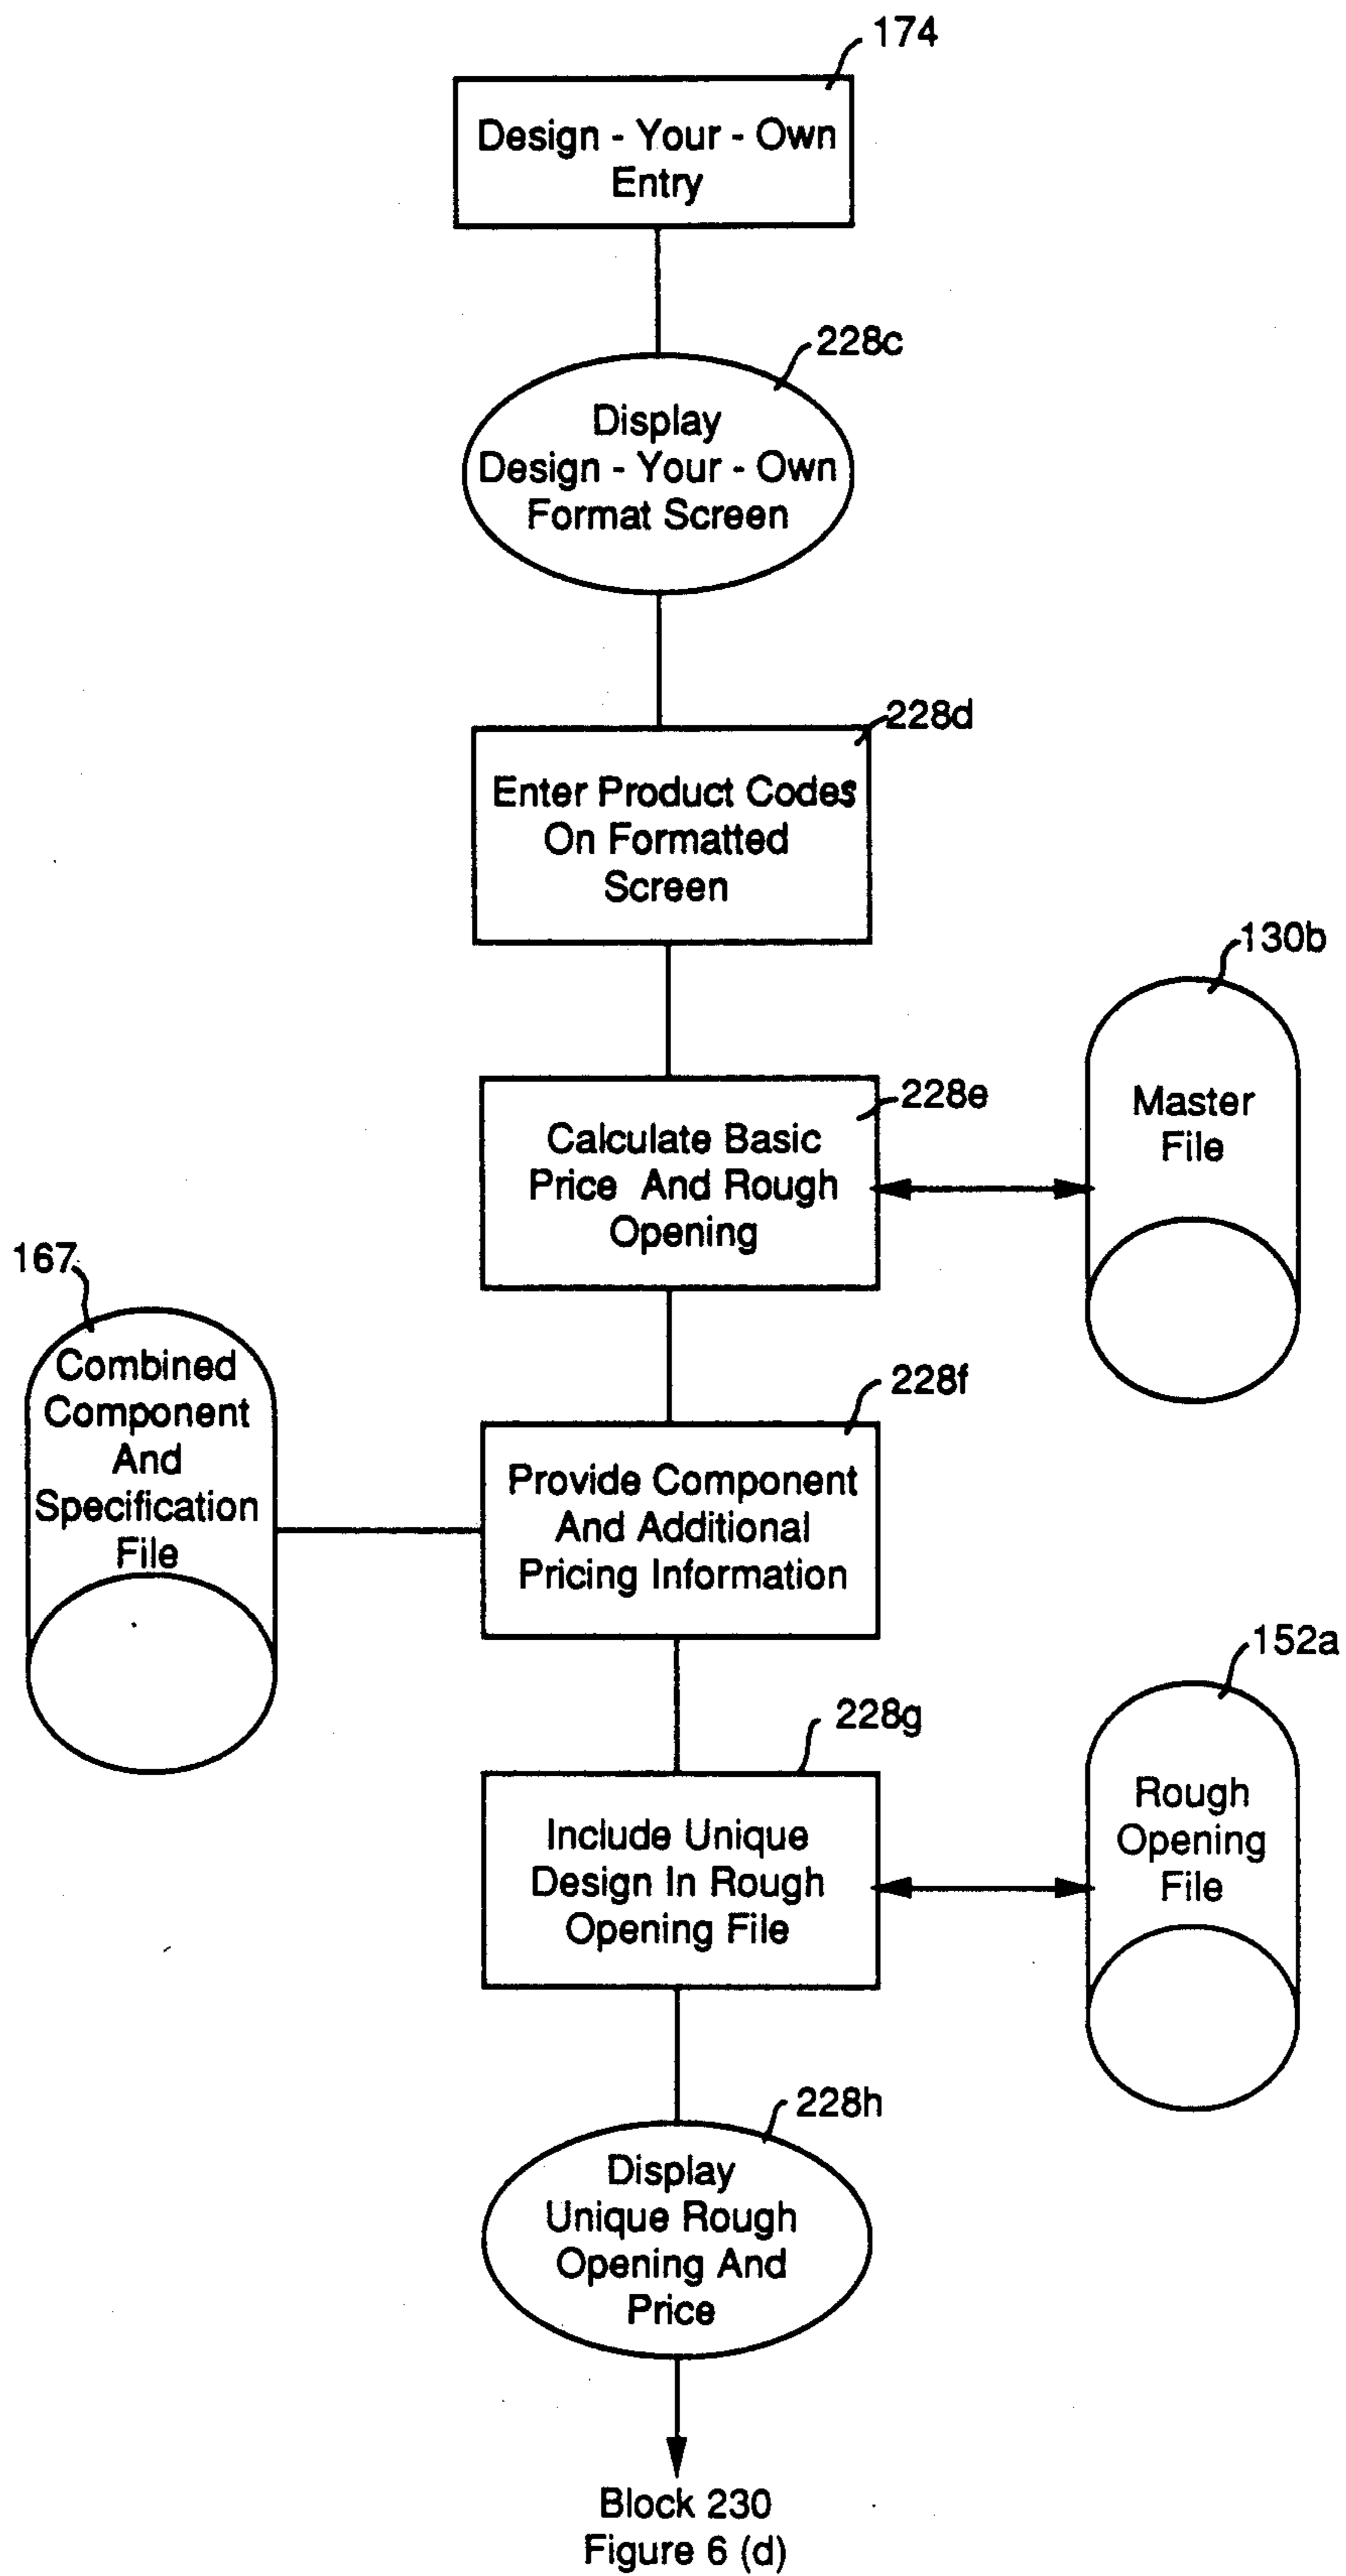 174
Design - Your - Own
Entry
228c
Display
Design - Your - Own
Format Screen
228d
Enter Product Codes
On Formatted
Screen
130b
Master
File
228e
Calculate Basic
Price And Rough
Opening
167
Combined
Component
And
Specification
File
228f
Provide Component
And Additional
Pricing Information
152a
Rough
Opening
File
228g
Include Unique
Design In Rough
Opening File
228h
Display
Unique Rough
Opening And
Price
Block 230
Figure 6 (d)